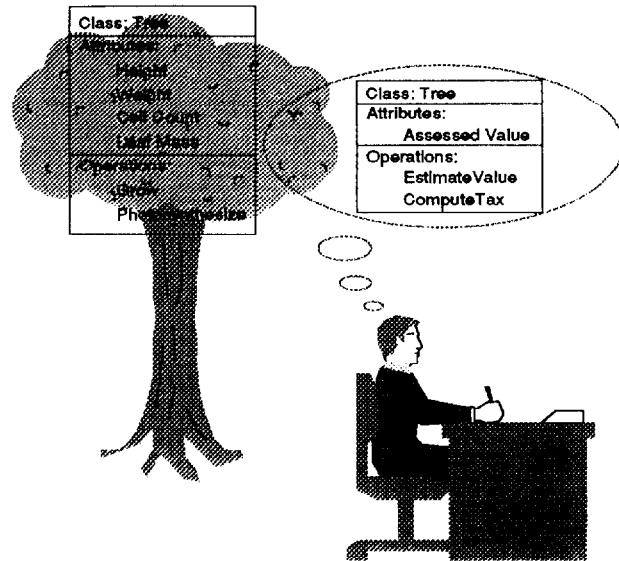 Class: Tree
Attributes:
Height
Weight
Cell Count
Leaf Mass
Operations:
Grow
Photosynthesize
Class: Tree
Attributes:
Assessed Value
Operations:
EstimateValue
ComputeTax